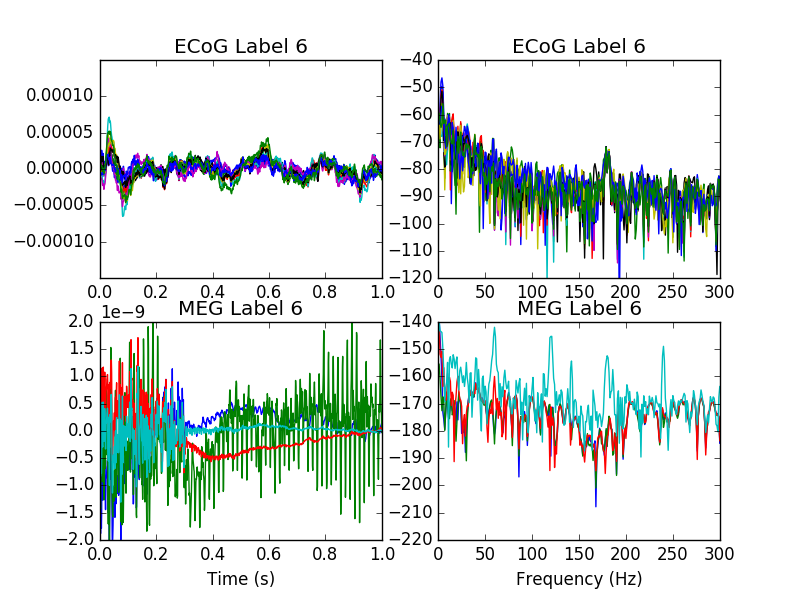 ECoG Label 6
0.00010
0.00005
0.00000
−0.00005
−0.00010
0.0 0.2 0.4 0.6 0.8 1.0
ECoG Label 6
−40
−50
−60
−70
−80
−90
−100
−110
−120
0 50 100 150 200 250 300
MEG Label 6
1e−9
2.0
1.5
1.0
0.5
0.0
−0.5
−1.0
−1.5
−2.0
0.0 0.2 0.4 0.6 0.8 1.0
Time (s)
MEG Label 6
−140
−150
−160
−170
−180
−190
−200
−210
−220
0 50 100 150 200 250 300
Frequency (Hz)